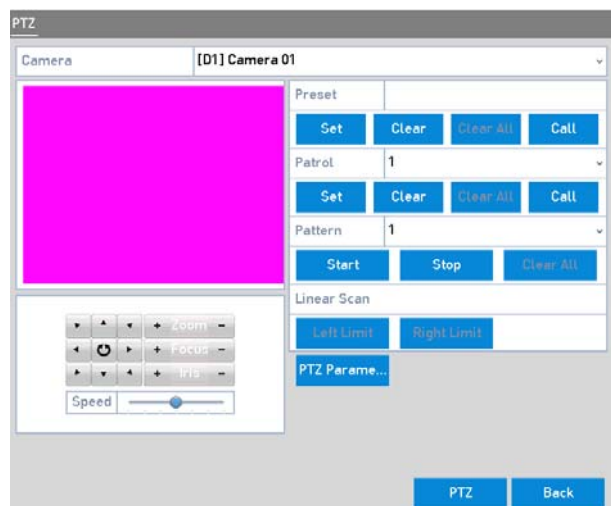 PTZ
Camera [D1] Camera 01
Preset
Set Clear Clear All Call
Patrol 1
Set Clear Clear All Call
Pattern 1
Start Stop Clear All
Linear Scan
Left Limit Right Limit
PTZ Parame...
+ Zoom -
+ Focus -
+ Iris -
Speed
PTZ Back